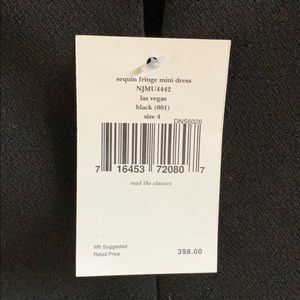 sequin fringe mini dress
NJMU4442
las vegas
black (001)
size 4
DNS6026
7 16453 72080 7
read the classics
Mfr Suggested
Retail Price 398.00